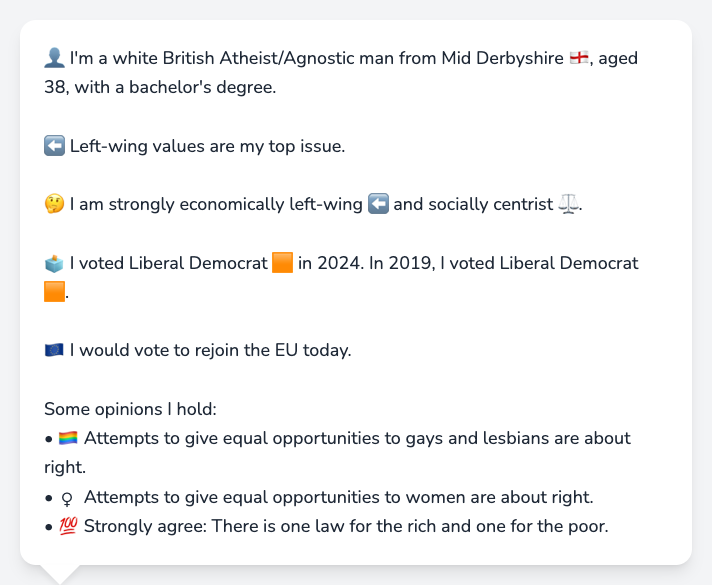 👤 I'm a white British Atheist/Agnostic man from Mid Derbyshire 🏴󠁧󠁢󠁥󠁮󠁧󠁿, aged
38, with a bachelor's degree.
⬅️ Left-wing values are my top issue.
🤔 I am strongly economically left-wing ⬅️ and socially centrist ⚖️.
🗳️ I voted Liberal Democrat 🟧 in 2024. In 2019, I voted Liberal Democrat
🟧.
🇪🇺 I would vote to rejoin the EU today.
Some opinions I hold:
• 🏳️‍🌈 Attempts to give equal opportunities to gays and lesbians are about
right.
• ♀ Attempts to give equal opportunities to women are about right.
• 💯 Strongly agree: There is one law for the rich and one for the poor.